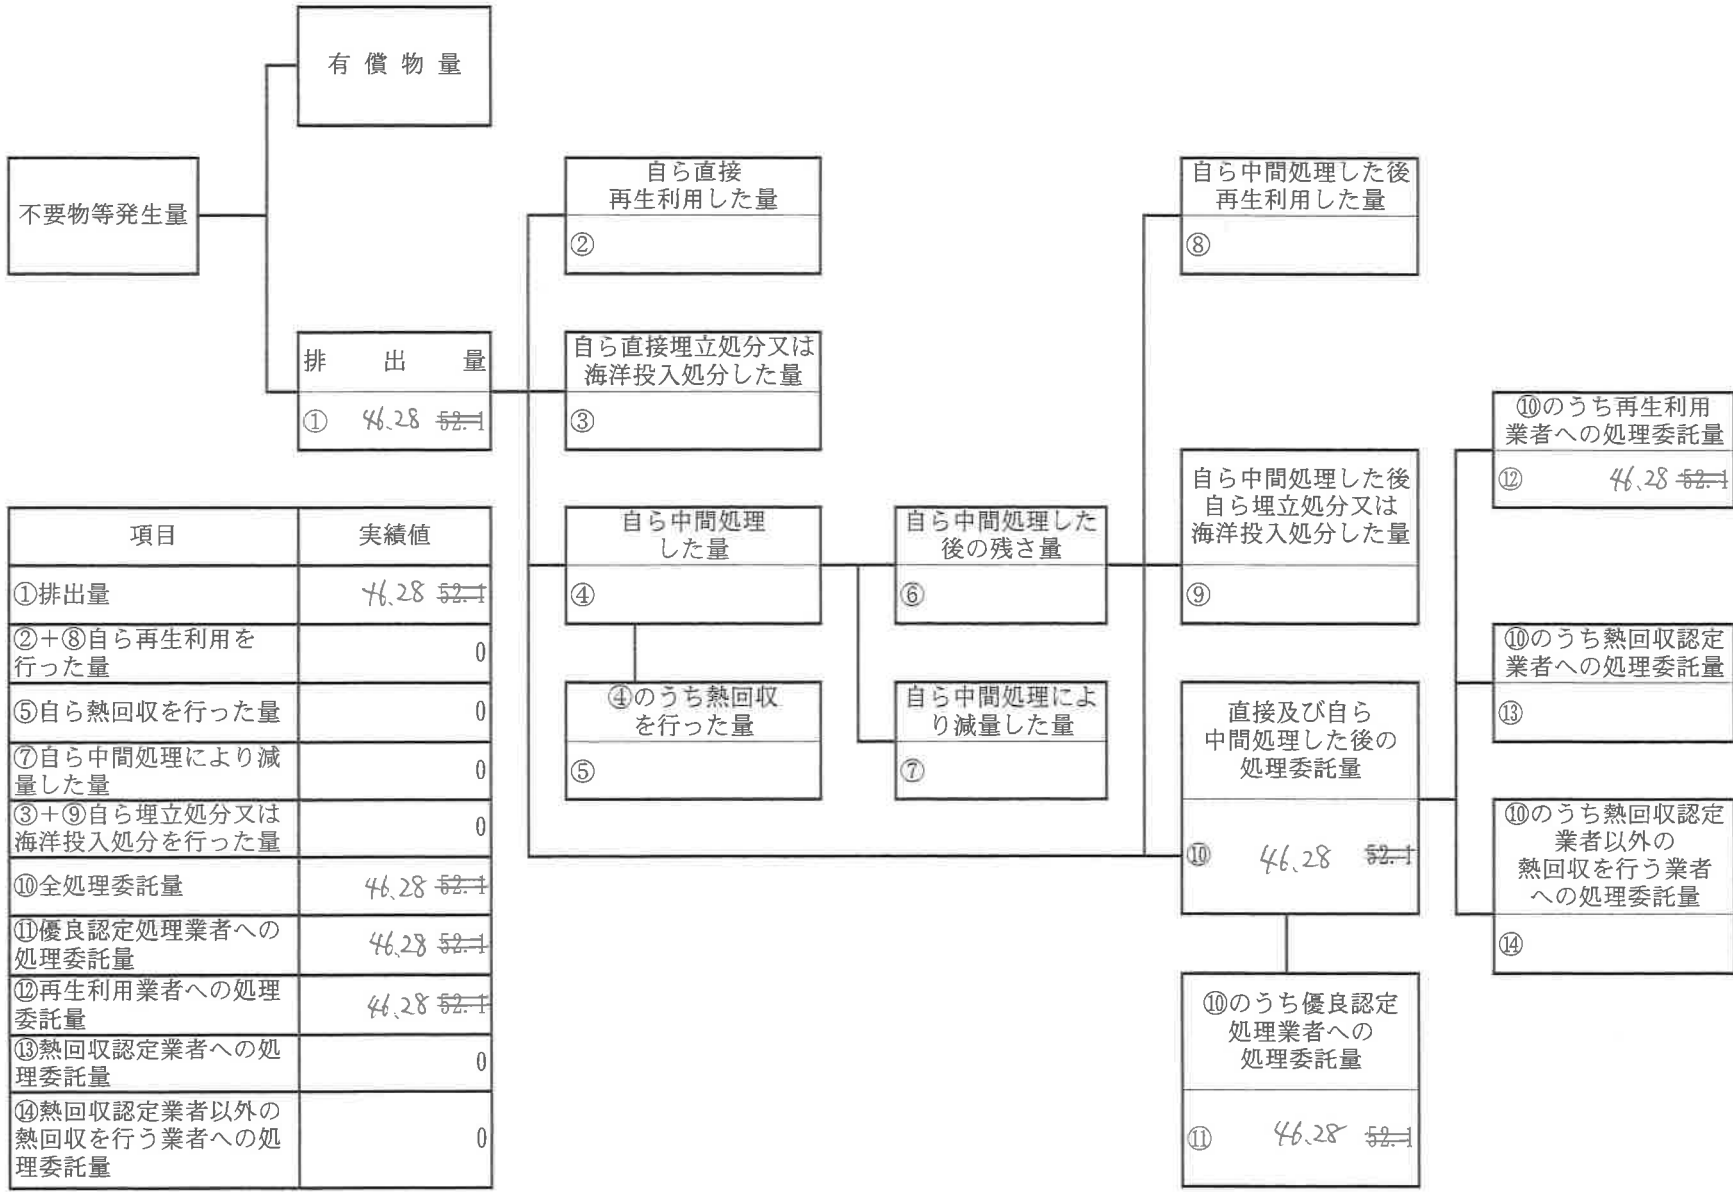 有償物量
不要物等発生量
排出量
① 46.28 52.1
自ら直接
再生利用した量
②
自ら直接埋立処分又は
海洋投入処分した量
③
自ら中間処理
した量
④
④のうち熱回収
を行った量
⑤
自ら中間処理した
後の残さ量
⑥
自ら中間処理によ
り減量した量
⑦
自ら中間処理した後
再生利用した量
⑧
自ら中間処理した後
自ら埋立処分又は
海洋投入処分した量
⑨
直接及び自ら
中間処理した後の
処理委託量
⑩ 46.28 52.1
⑩のうち優良認定
処理業者への
処理委託量
⑪ 46.28 52.1
⑩のうち再生利用
業者への処理委託量
⑫ 46.28 52.1
⑩のうち熱回収認定
業者への処理委託量
⑬
⑩のうち熱回収認定
業者以外の
熱回収を行う業者
への処理委託量
⑭
項目 実績値
①排出量 46.28 52.1
②+⑧自ら再生利用を
行った量 0
⑤自ら熱回収を行った量 0
⑦自ら中間処理により減
量した量 0
③+⑨自ら埋立処分又は
海洋投入処分を行った量 0
⑩全処理委託量 46.28 52.1
⑪優良認定処理業者への
処理委託量 46.28 52.1
⑫再生利用業者への処理
委託量 46.28 52.1
⑬熱回収認定業者への処
理委託量 0
⑭熱回収認定業者以外の
熱回収を行う業者への処
理委託量 0